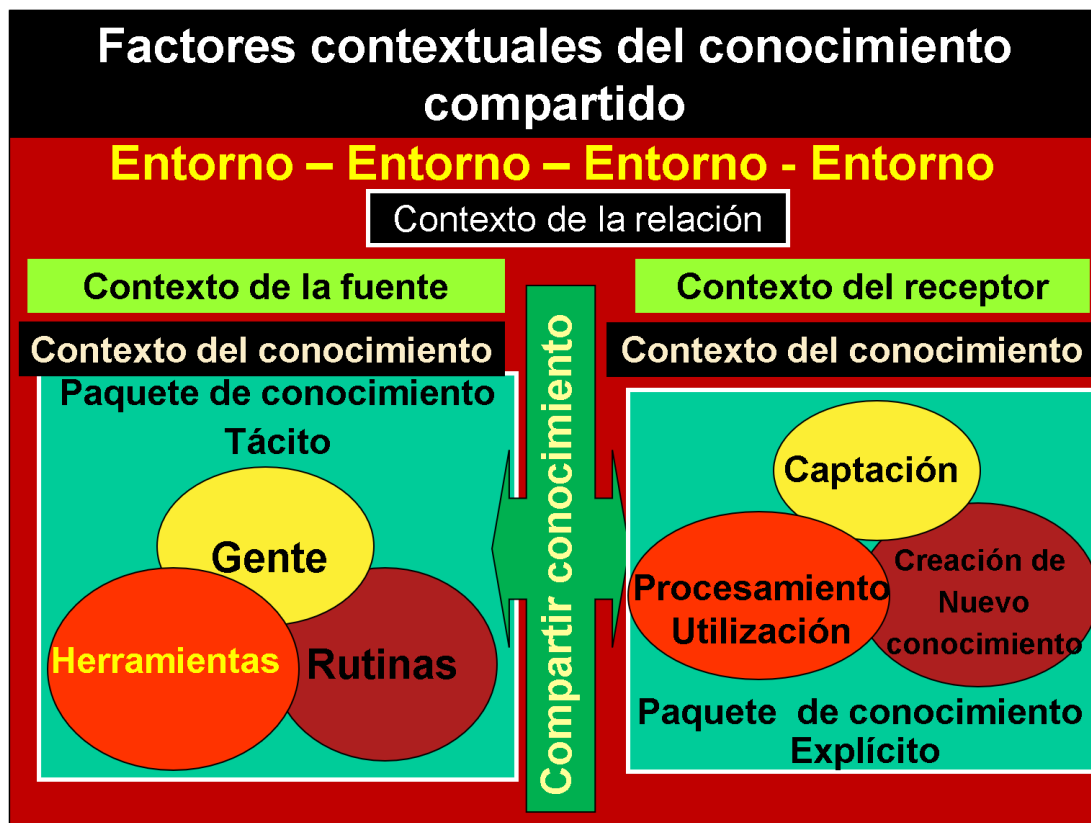 Factores contextuales del conocimiento
compartido
Entorno – Entorno – Entorno - Entorno
Contexto de la relación
Contexto de la fuente
Contexto del conocimiento
Paquete de conocimiento
Tácito
Gente
Herramientas
Rutinas
Compartir conocimiento
Contexto del receptor
Contexto del conocimiento
Captación
Procesamiento
Utilización
Creación de
Nuevo
conocimiento
Paquete de conocimiento
Explícito